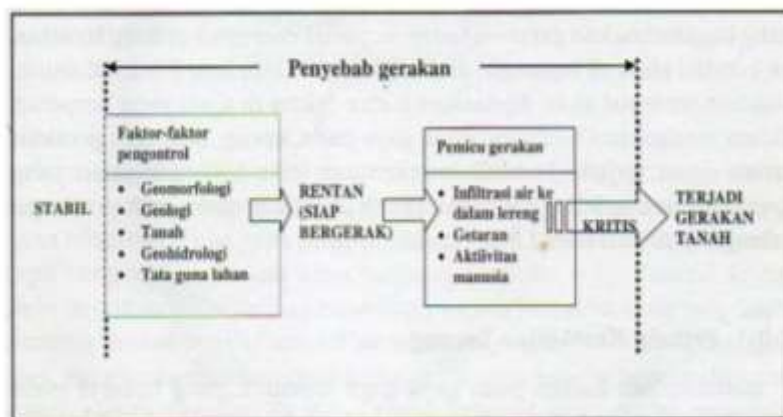 Penyebab gerakan
Faktor-faktor
pengontrol
• Geomorfologi
• Geologi
• Tanah
• Geohidrologi
• Tata guna lahan
STABIL
RENTAN
(SIAP
BERGERAK)
Pemicu gerakan
• Infiltrasi air ke
dalam lereng
• Getaran
• Aktivitas
manusia
KRITIS
TERJADI
GERAKAN
TANAH